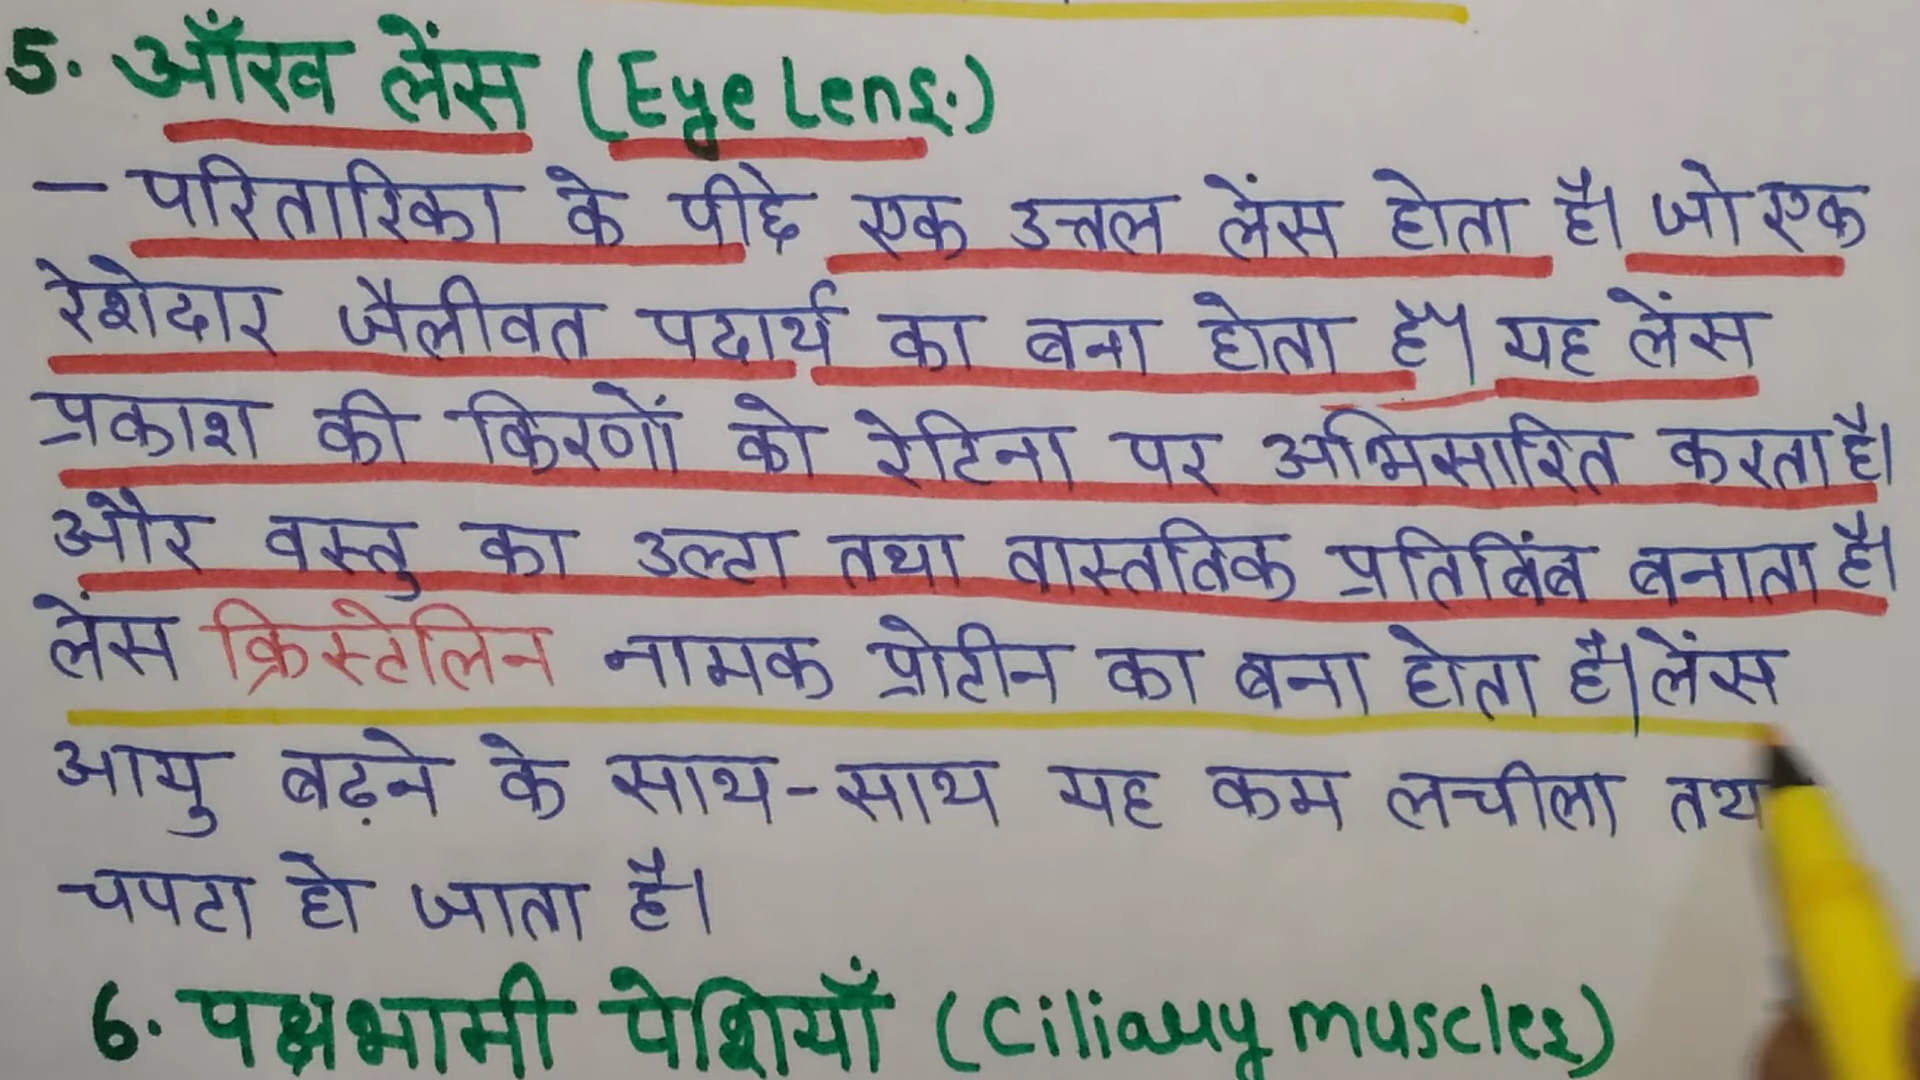 5. आँख लेंस (Eye Lens.)
– परितारिका के पीछे एक उत्तल लेंस होता है। जो एक
रेशेदार जैलीवत पदार्थ का बना होता है। यह लेंस
प्रकाश की किरणों को रेटिना पर अभिसारित करता है।
और वस्तु का उल्टा तथा वास्तविक प्रतिबिंब बनाता है।
लेंस क्रिस्टेलिन नामक प्रोटीन का बना होता है। लेंस
आयु बढ़ने के साथ-साथ यह कम लचीला तथ
चपटा हो जाता है।
6. पक्ष्माभी पेशियाँ (Ciliary muscles)